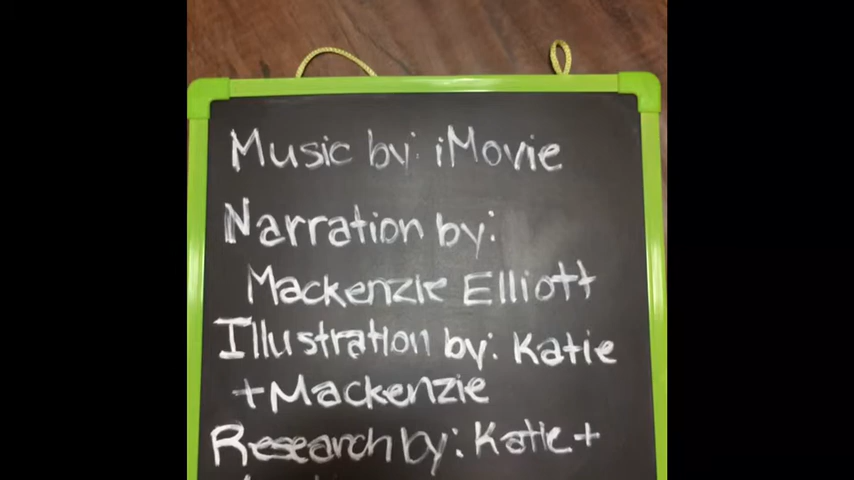 Music by: iMovie
Narration by:
Mackenzie Elliott
Illustration by: Katie
+Mackenzie
Research by: Katie+